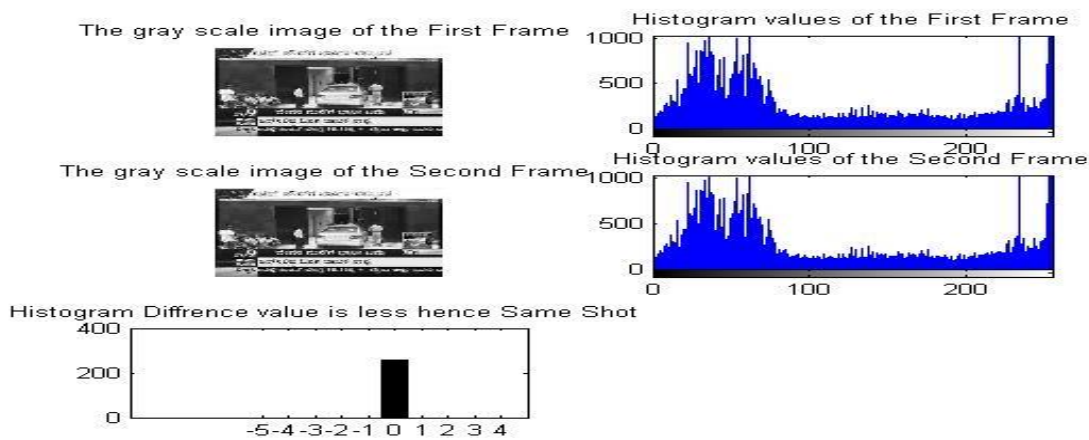 The gray scale image of the First Frame
Histogram values of the First Frame
1000
500
0
0 100 200
The gray scale image of the Second Frame
Histogram values of the Second Frame
1000
500
0
0 100 200
Histogram Diffrence value is less hence Same Shot
400
200
0
-5-4-3-2-1 0 1 2 3 4